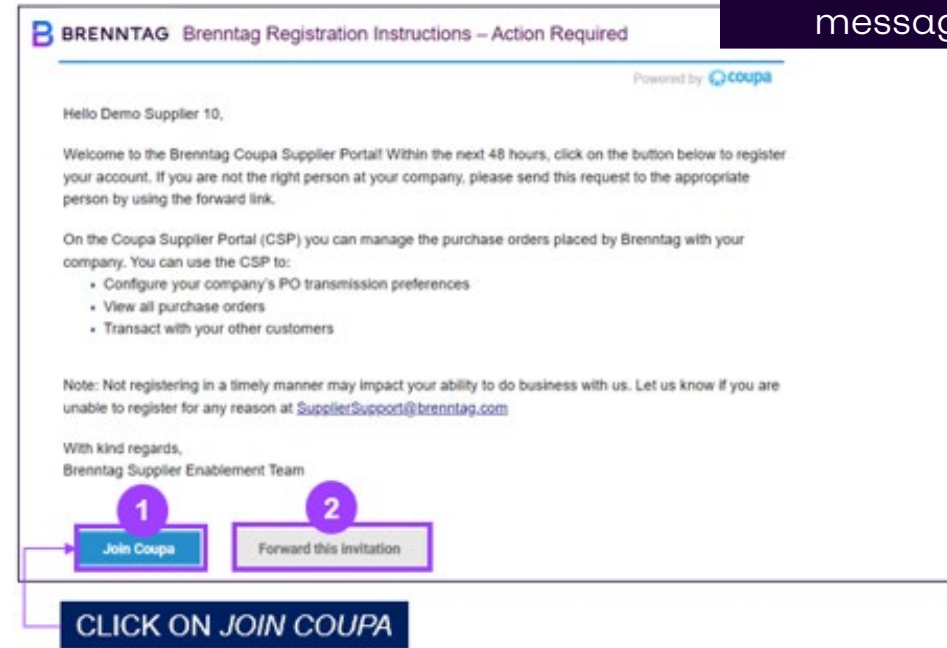 messag
BRENNTAG Brenntag Registration Instructions – Action Required
Powered by coupa
Hello Demo Supplier 10,
Welcome to the Brenntag Coupa Supplier Portal! Within the next 48 hours, click on the button below to register
your account. If you are not the right person at your company, please send this request to the appropriate
person by using the forward link.
On the Coupa Supplier Portal (CSP) you can manage the purchase orders placed by Brenntag with your
company. You can use the CSP to:
• Configure your company's PO transmission preferences
• View all purchase orders
• Transact with your other customers
Note: Not registering in a timely manner may impact your ability to do business with us. Let us know if you are
unable to register for any reason at SupplierSupport@brenntag.com
With kind regards,
Brenntag Supplier Enablement Team
1 2
Join Coupa Forward this invitation
CLICK ON JOIN COUPA